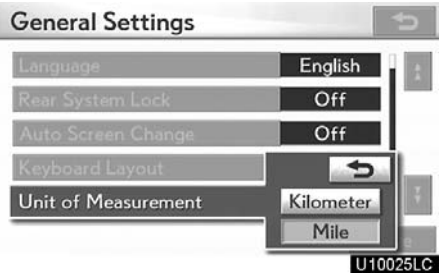 General Settings
Language English
Rear System Lock Off
Auto Screen Change Off
Keyboard Layout
Unit of Measurement Kilometer
Mile
U10025LC